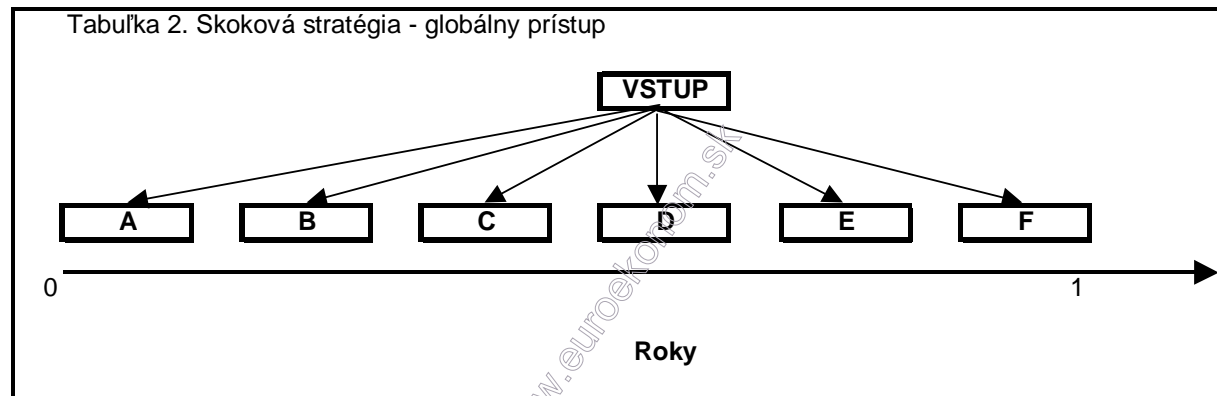 Tabuľka 2. Skoková stratégia - globálny prístup
VSTUP
A B C D E F
0 1
Roky
www.euroekonom.sk